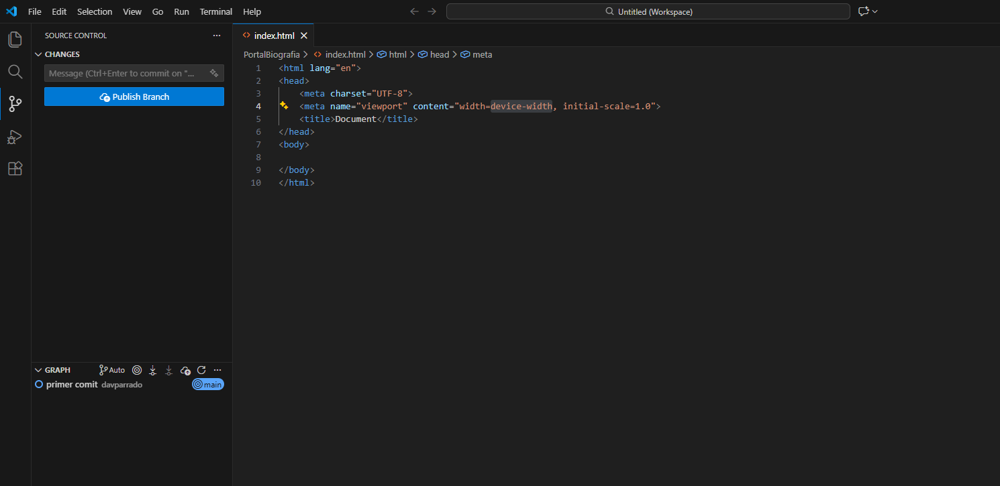 File Edit Selection View Go Run Terminal Help
Untitled (Workspace)
SOURCE CONTROL
CHANGES
Message (Ctrl+Enter to commit on "...
Publish Branch
index.html
PortalBiografia > index.html > html > head > meta
1 <html lang="en">
2 <head>
3 <meta charset="UTF-8">
4 <meta name="viewport" content="width=device-width, initial-scale=1.0">
5 <title>Document</title>
6 </head>
7 <body>
8
9 </body>
10 </html>
GRAPH Auto
primer comit davparrado main